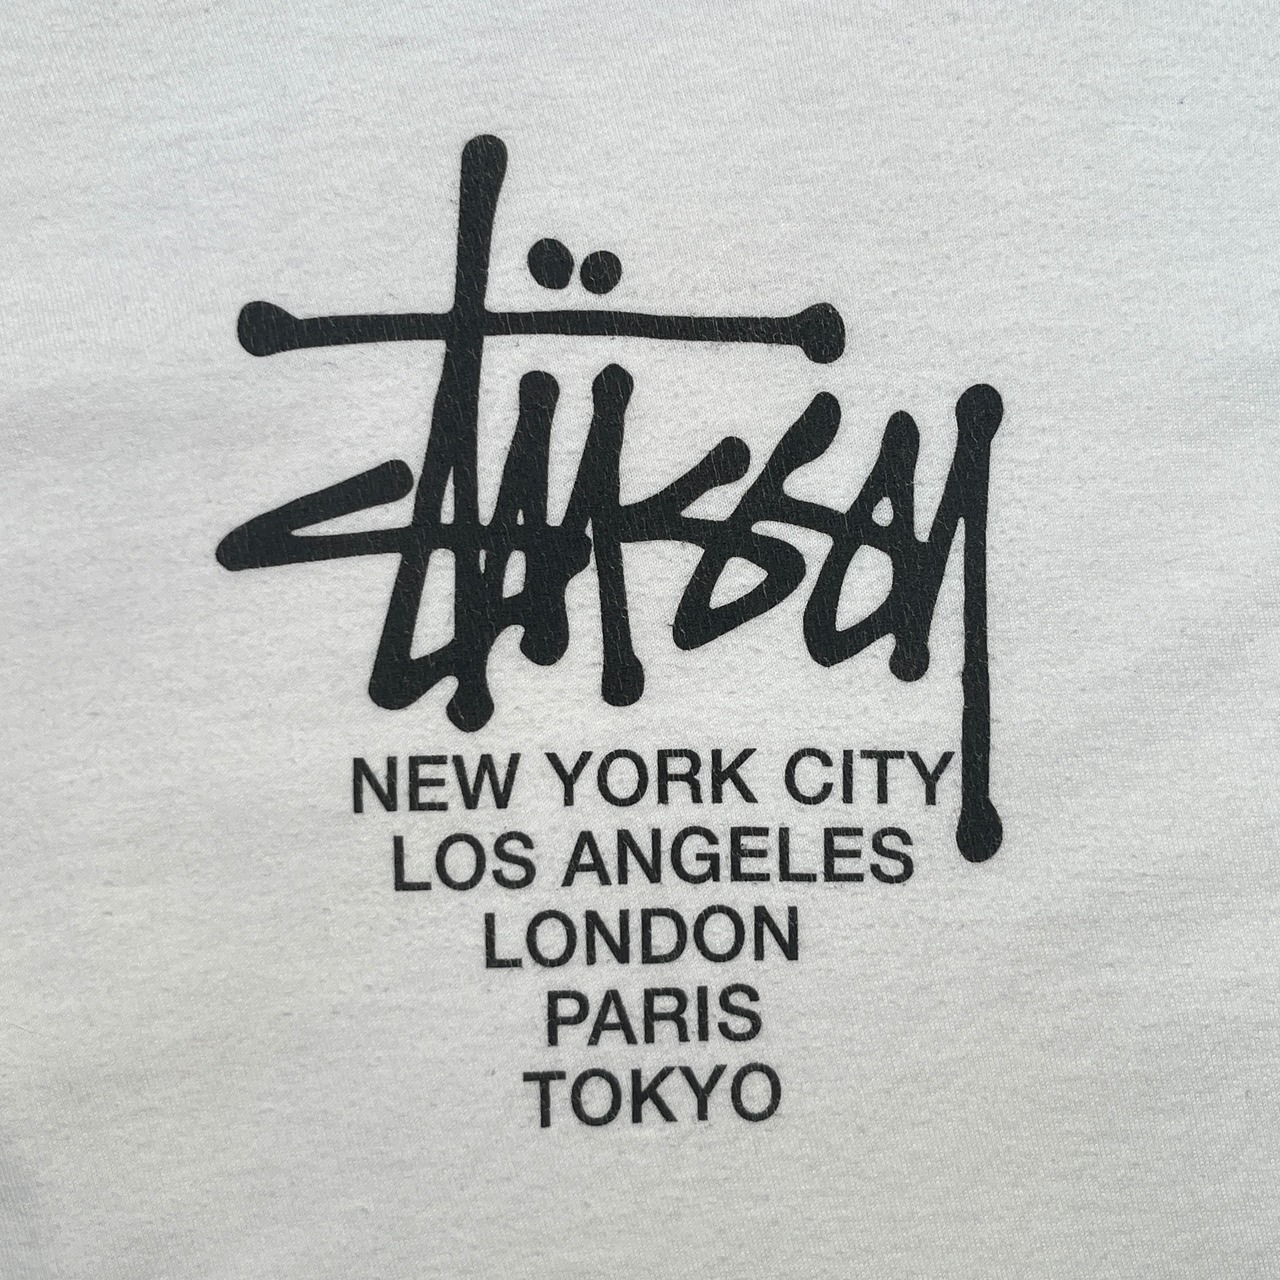 Stüssy
NEW YORK CITY
LOS ANGELES
LONDON
PARIS
TOKYO